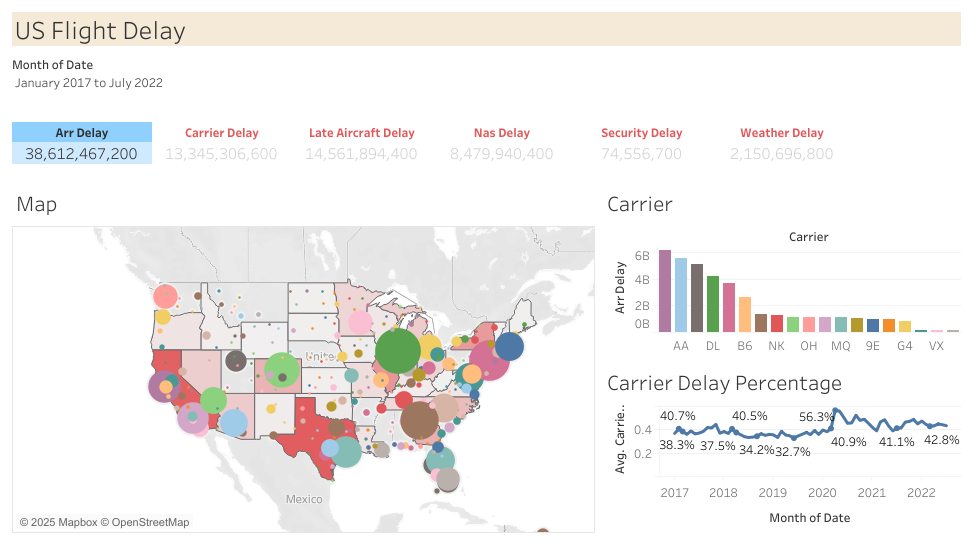 US Flight Delay
Month of Date
January 2017 to July 2022
Arr Delay
Carrier Delay
Late Aircraft Delay
Nas Delay
Security Delay
Weather Delay
38,612,467,200
13,345,306,600
14,561,894,400
8,479,940,400
74,556,700
2,150,696,800
Map
Mexico
© 2025 Mapbox © OpenStreetMap
Carrier
Carrier
Arr Delay
6B
4B
2B
0B
AA
DL
B6
NK
OH
MQ
9E
G4
VX
Carrier Delay Percentage
Avg. Carrie..
0.4
0.2
40.7%
38.3%
37.5%
40.5%
34.2%
32.7%
56.3%
40.9%
41.1%
42.8%
2017
2018
2019
2020
2021
2022
Month of Date